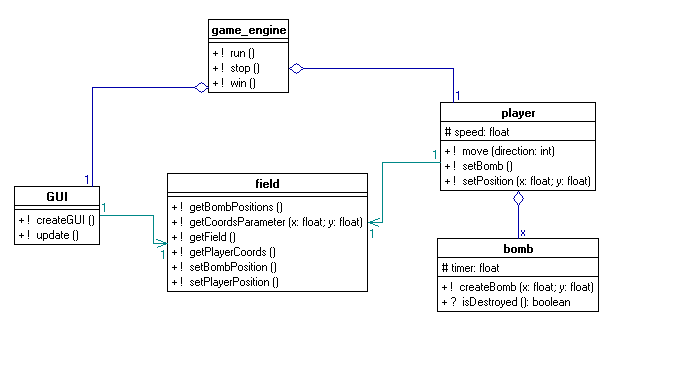 game_engine
+ ! run ()
+ ! stop ()
+ ! win ()
1
player
# speed: float
+ ! move (direction: int)
+ ! setBomb ()
+ ! setPosition (x: float; y: float)
1
1
GUI
+ ! createGUI ()
+ ! update ()
1
1
field
+ ! getBombPositions ()
+ ! getCoordsParameter (x: float; y: float)
+ ! getField ()
+ ! getPlayerCoords ()
+ ! setBombPosition ()
+ ! setPlayerPosition ()
1
x
bomb
# timer: float
+ ! createBomb (x: float; y: float)
+ ? isDestroyed (): boolean